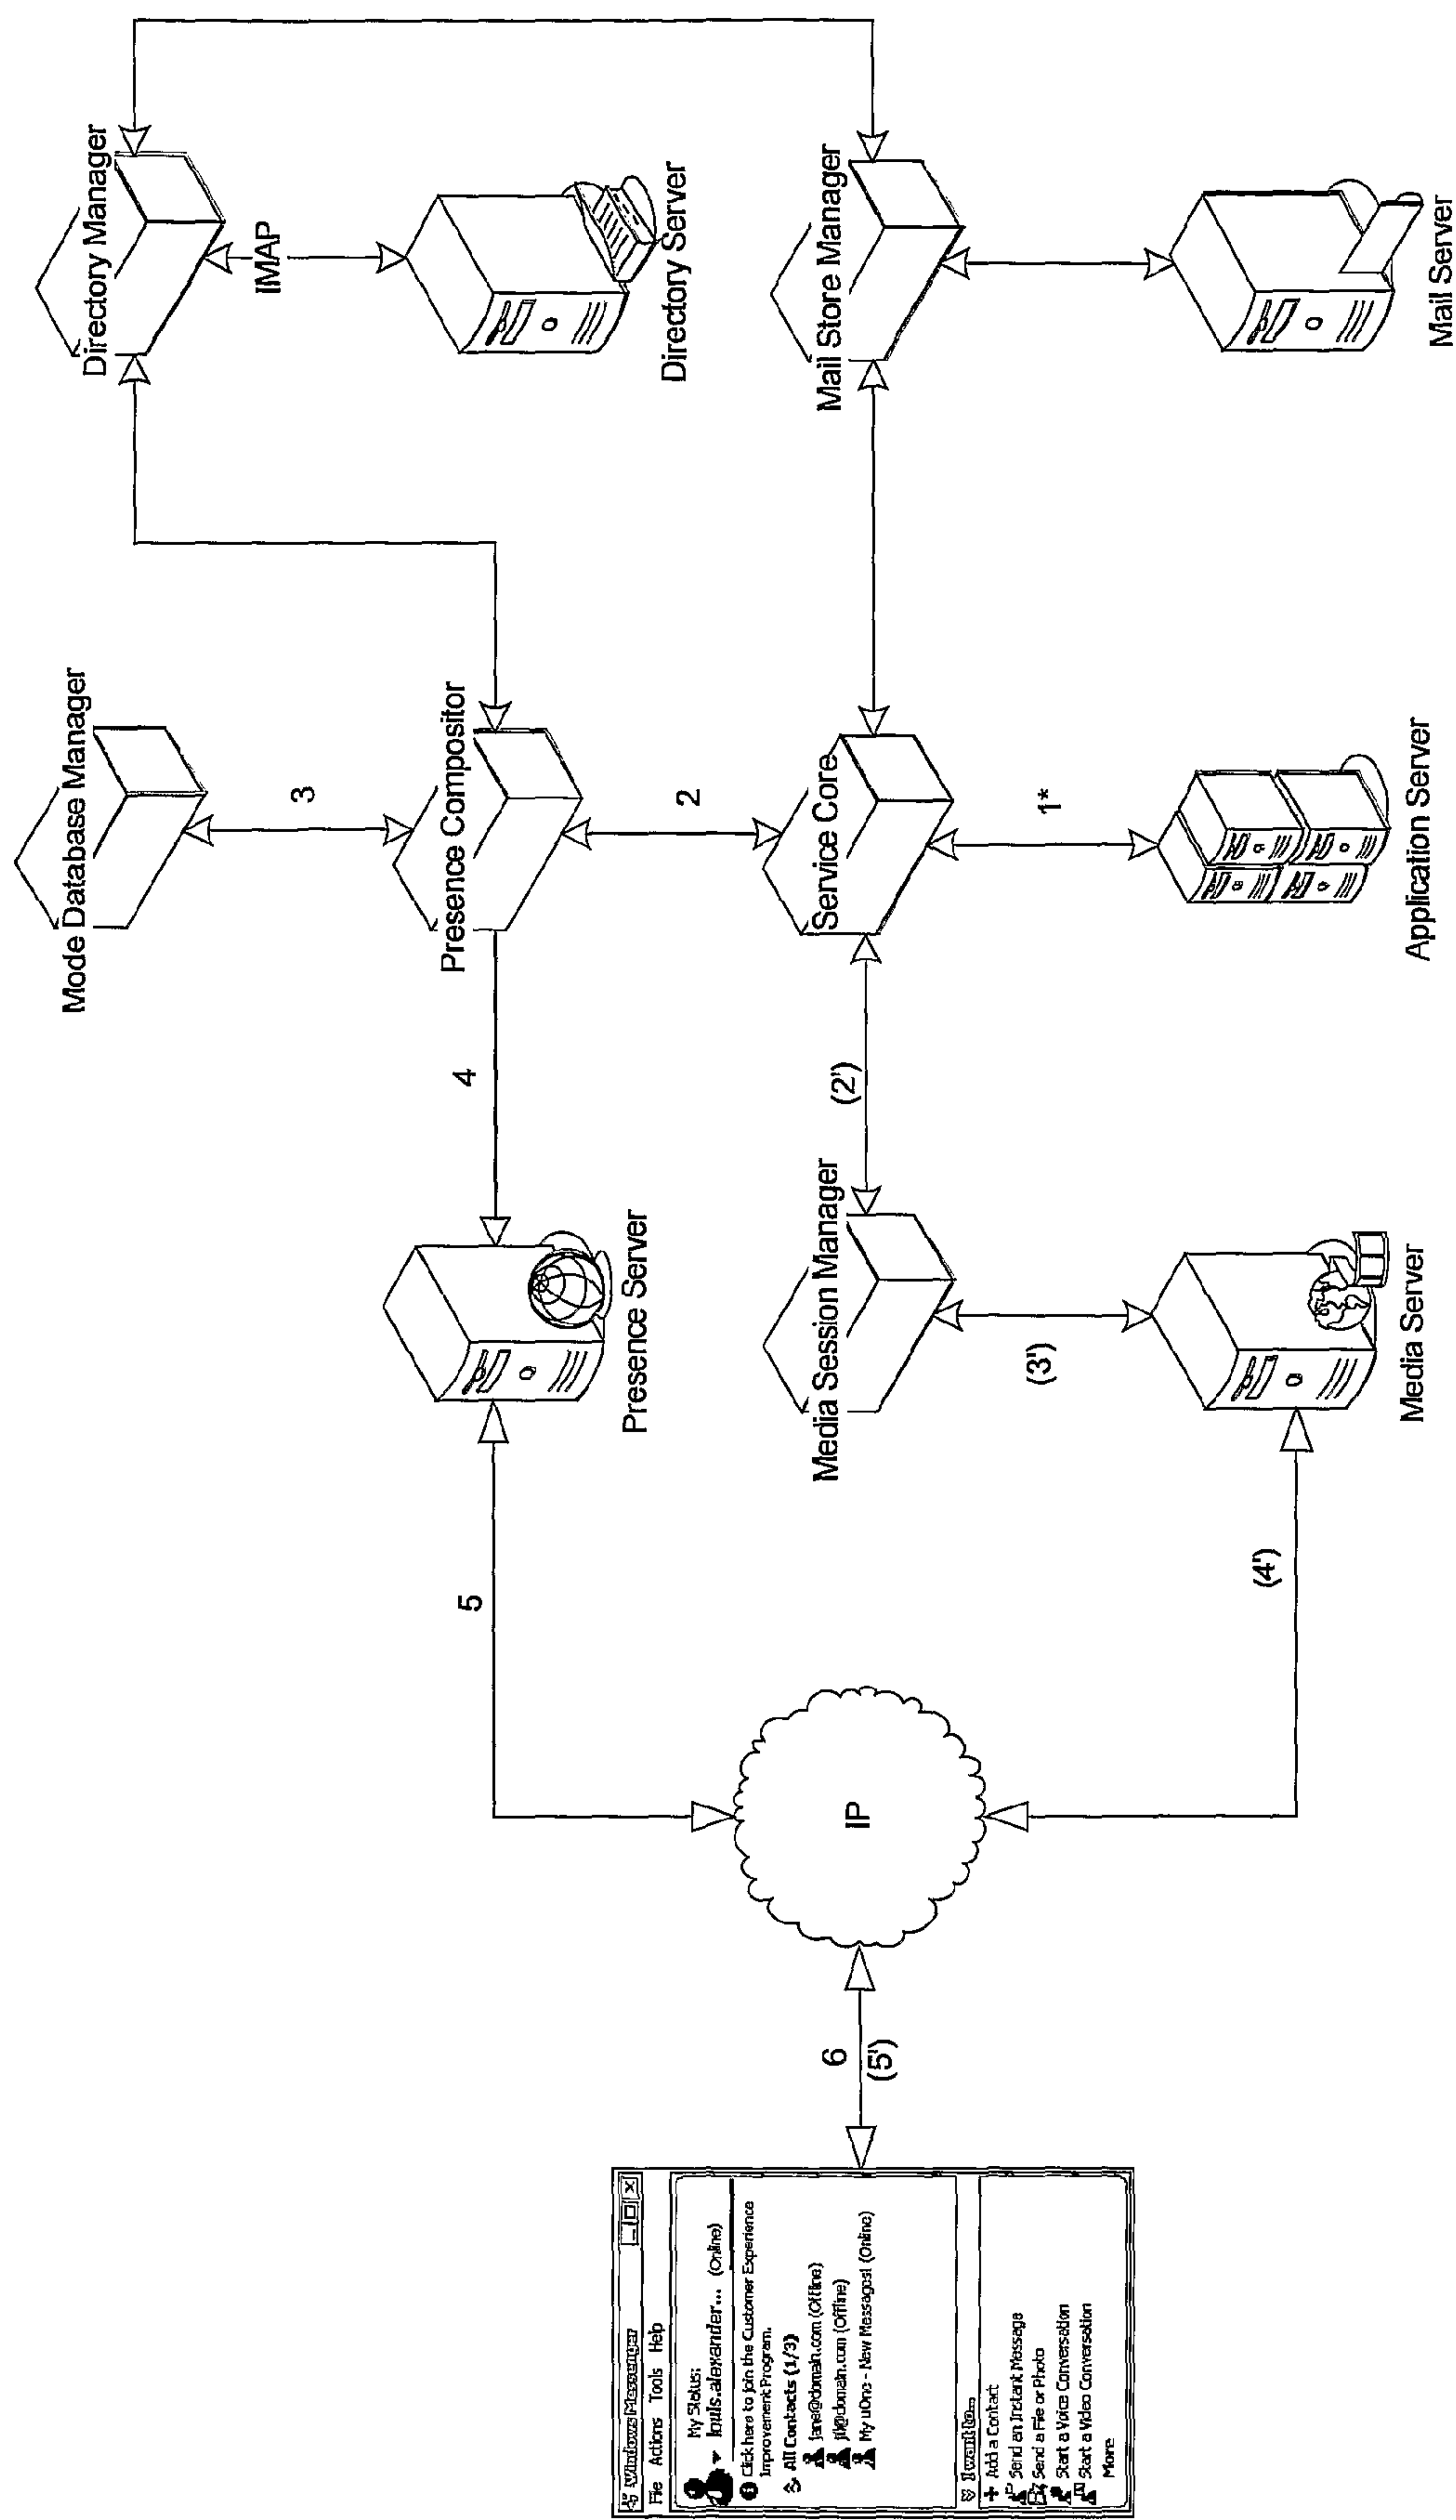 Mode Database Manager
Directory Manager
3
IMAP
Presence Compositor
Directory Server
4
5
Presence Server
2
Media Session Manager
(2')
Service Core
Mail Store Manager
IP
6
(5')
(3')
1*
(4')
Media Server
Application Server
Mail Server
Windows Messenger
File Actions Tools Help
My Status:
louis.alexander... (Online)
Click here to join the Customer Experience
Improvement Program.
All Contacts (1/3)
jane@domain.com (Offline)
@domain.com (Offline)
My uOne - New Messages! (Online)
I want to...
Add a Contact
Send an Instant Message
Send a File or Photo
Start a Voice Conversation
Start a Video Conversation
More